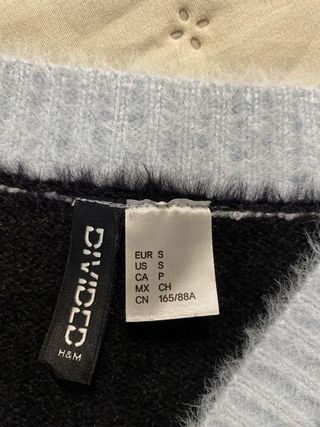 DIVIDED
H&M
EUR S
US S
CA P
MX CH
CN 165/88A